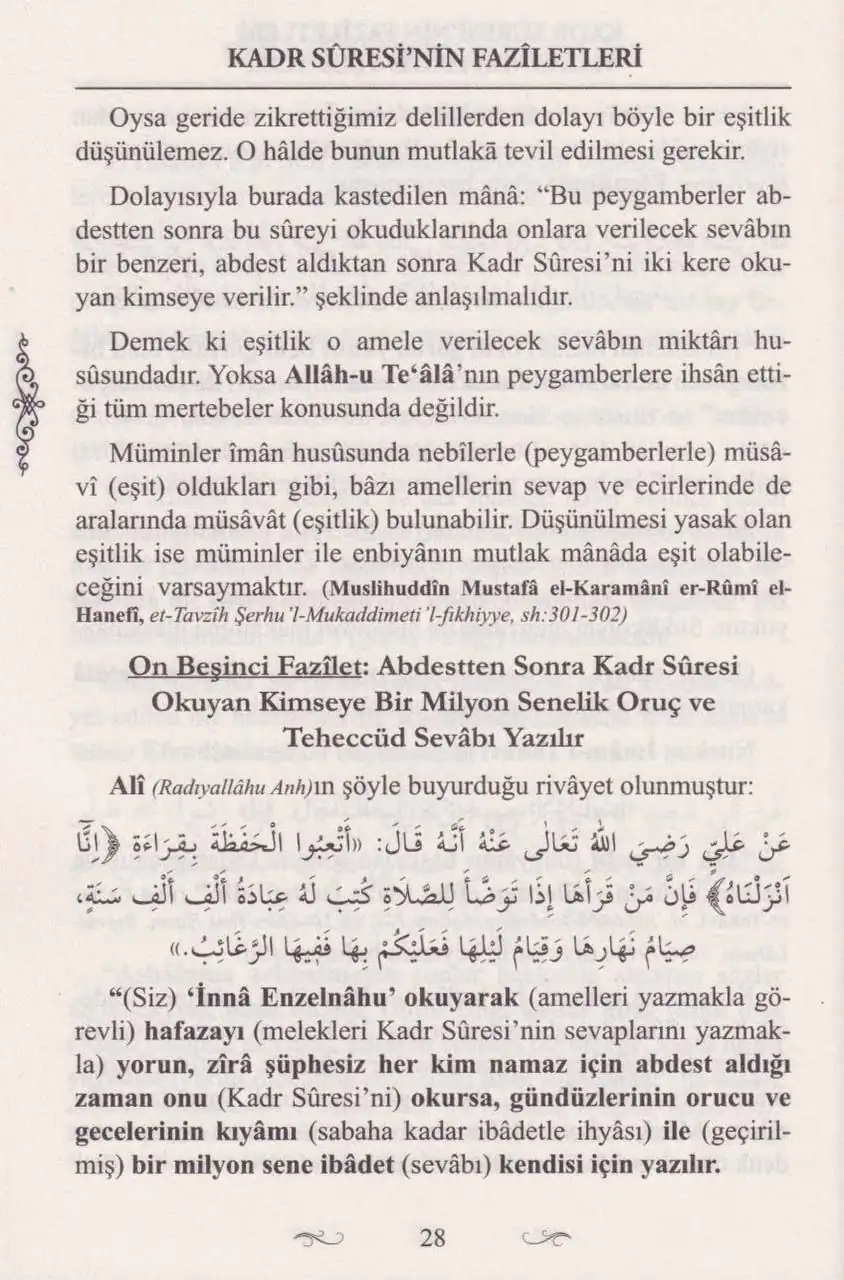 KADR SÛRESİ’NİN FAZÎLETLERİ
Oysa geride zikrettiğimiz delillerden dolayı böyle bir eşitlik
düşünülemez. O hâlde bunun mutlakā tevil edilmesi gerekir.
Dolayısıyla burada kastedilen mânâ: “Bu peygamberler ab-
destten sonra bu sûreyi okuduklarında onlara verilecek sevâbın
bir benzeri, abdest aldıktan sonra Kadr Sûresi’ni iki kere oku-
yan kimseye verilir.” şeklinde anlaşılmalıdır.
Demek ki eşitlik o amele verilecek sevâbın miktârı hu-
sûsundadır. Yoksa Allâh-u Te‘âlâ’nın peygamberlere ihsân etti-
ği tüm mertebeler konusunda değildir.
Müminler îmân husûsunda nebîlerle (peygamberlerle) müsâ-
vî (eşit) oldukları gibi, bâzı amellerin sevap ve ecirlerinde de
aralarında müsâvât (eşitlik) bulunabilir. Düşünülmesi yasak olan
eşitlik ise müminler ile enbiyânın mutlak mânâda eşit olabile-
ceğini varsaymaktır. (Muslihuddîn Mustafâ el-Karamânî er-Rûmî el-
Hanefî, et-Tavzîh Şerhu’l-Mukaddimeti’l-fıkhiyye, sh:301-302)
On Beşinci Fazîlet: Abdestten Sonra Kadr Sûresi
Okuyan Kimseye Bir Milyon Senelik Oruç ve
Teheccüd Sevâbı Yazılır
Alî (Radıyallâhu Anh)ın şöyle buyurduğu rivâyet olunmuştur:
عَنْ عَلِيٍّ رَضِيَ اللهُ تَعَالَى عَنْهُ أَنَّهُ قَالَ: «أَتْعِبُوا الْحَفَظَةَ بِقِرَاءَةِ ﴿إِنَّا
اَنْزَلْنَاهُ﴾ فَإِنَّ مَنْ قَرَأَهَا إِذَا تَوَضَّأَ لِلصَّلَاةِ كُتِبَ لَهُ عِبَادَةُ أَلْفِ أَلْفِ سَنَةٍ،
صِيَامُ نَهَارِهَا وَقِيَامُ لَيْلِهَا فَعَلَيْكُمْ بِهَا فَفِيهَا الرَّغَائِبُ.»
“(Siz) ‘İnnâ Enzelnâhu’ okuyarak (amelleri yazmakla gö-
revli) hafazayı (melekleri Kadr Sûresi’nin sevaplarını yazmak-
la) yorun, zîrâ şüphesiz her kim namaz için abdest aldığı
zaman onu (Kadr Sûresi’ni) okursa, gündüzlerinin orucu ve
gecelerinin kıyâmı (sabaha kadar ibâdetle ihyâsı) ile (geçiril-
miş) bir milyon sene ibâdet (sevâbı) kendisi için yazılır.
28